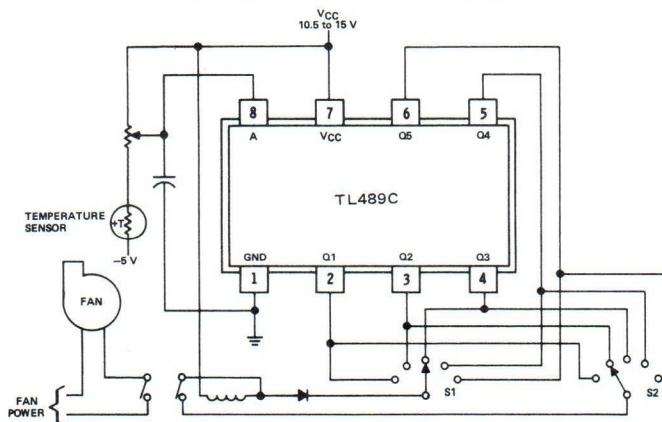 VCC
10.5 to 15 V
8
7
6
5
A
VCC
Q5
Q4
TL489C
TEMPERATURE
SENSOR
+T
−5 V
GND
Q1
Q2
Q3
1
2
3
4
FAN
S1
S2
FAN
POWER